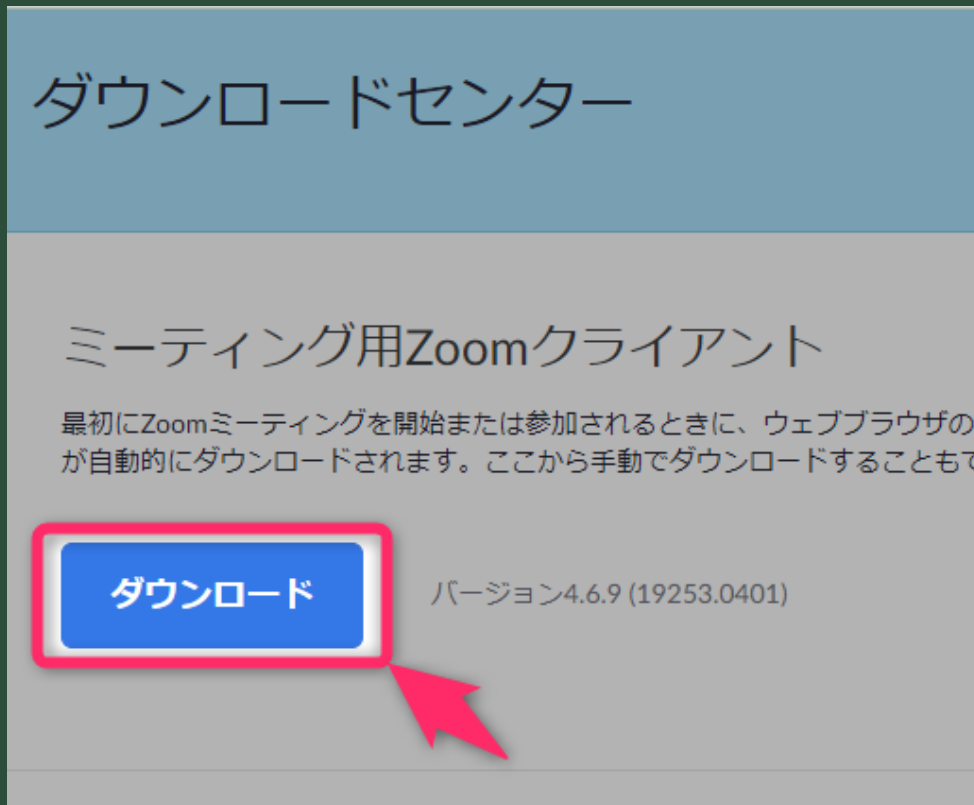 ダウンロードセンター
ミーティング用Zoomクライアント
最初にZoomミーティングを開始または参加されるときに、ウェブブラウザの
が自動的にダウンロードされます。ここから手動でダウンロードすることも
ダウンロード
バージョン4.6.9 (19253.0401)